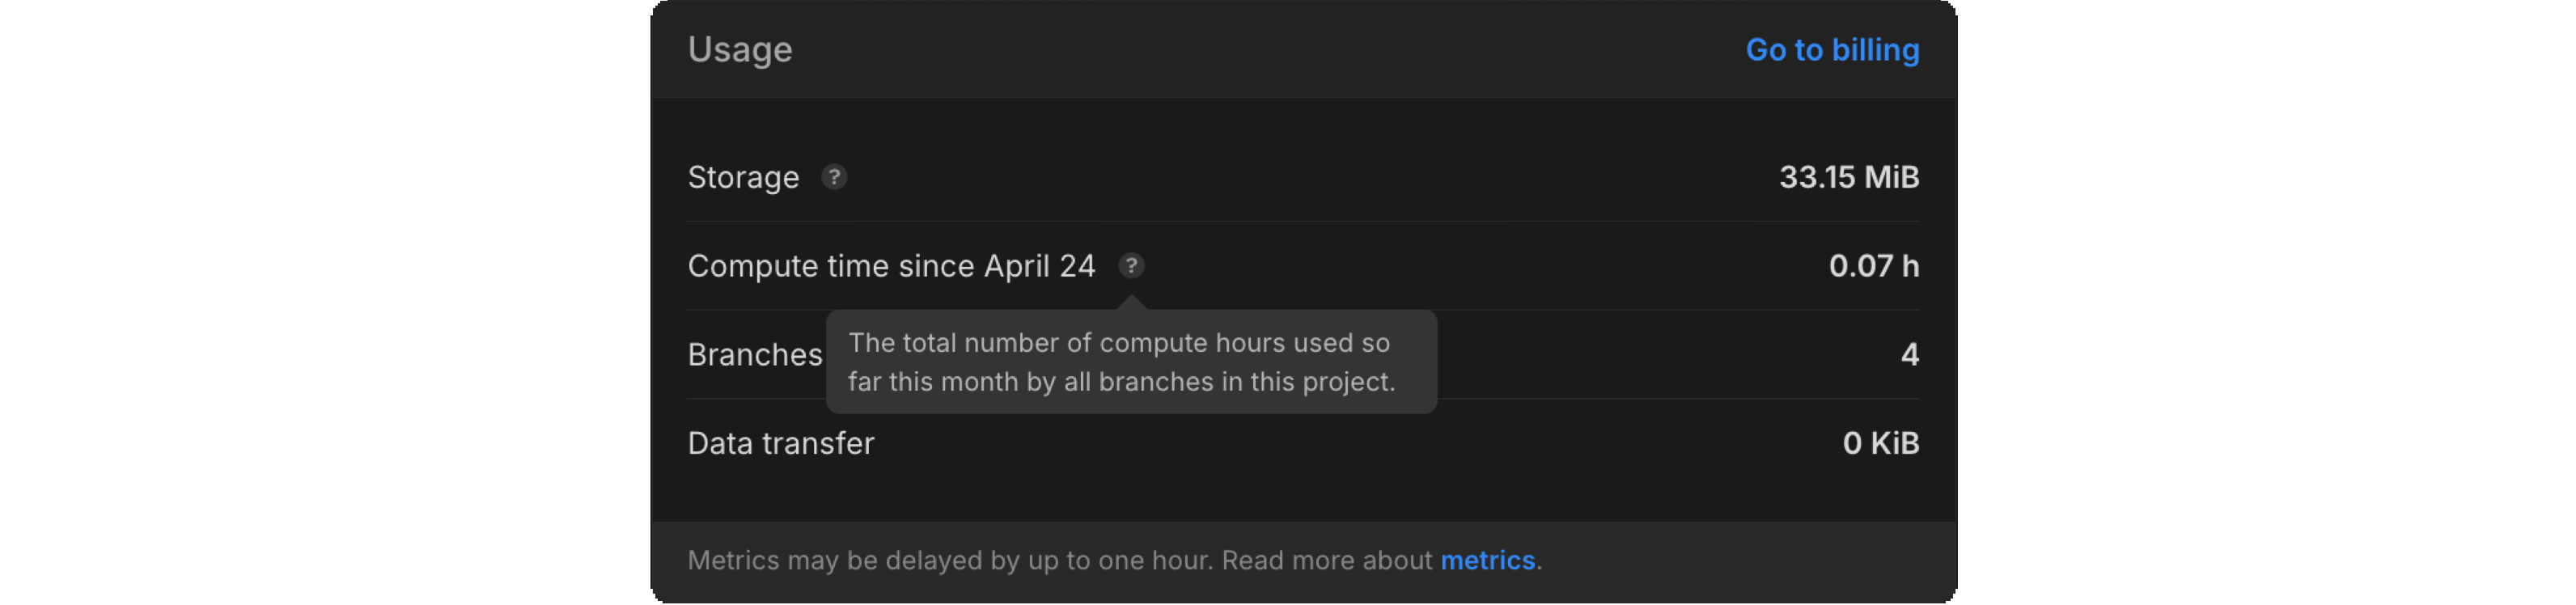 Usage
Go to billing
Storage ?
33.15 MiB
Compute time since April 24 ?
0.07 h
The total number of compute hours used so
far this month by all branches in this project.
Branches
4
Data transfer
0 KiB
Metrics may be delayed by up to one hour. Read more about metrics.